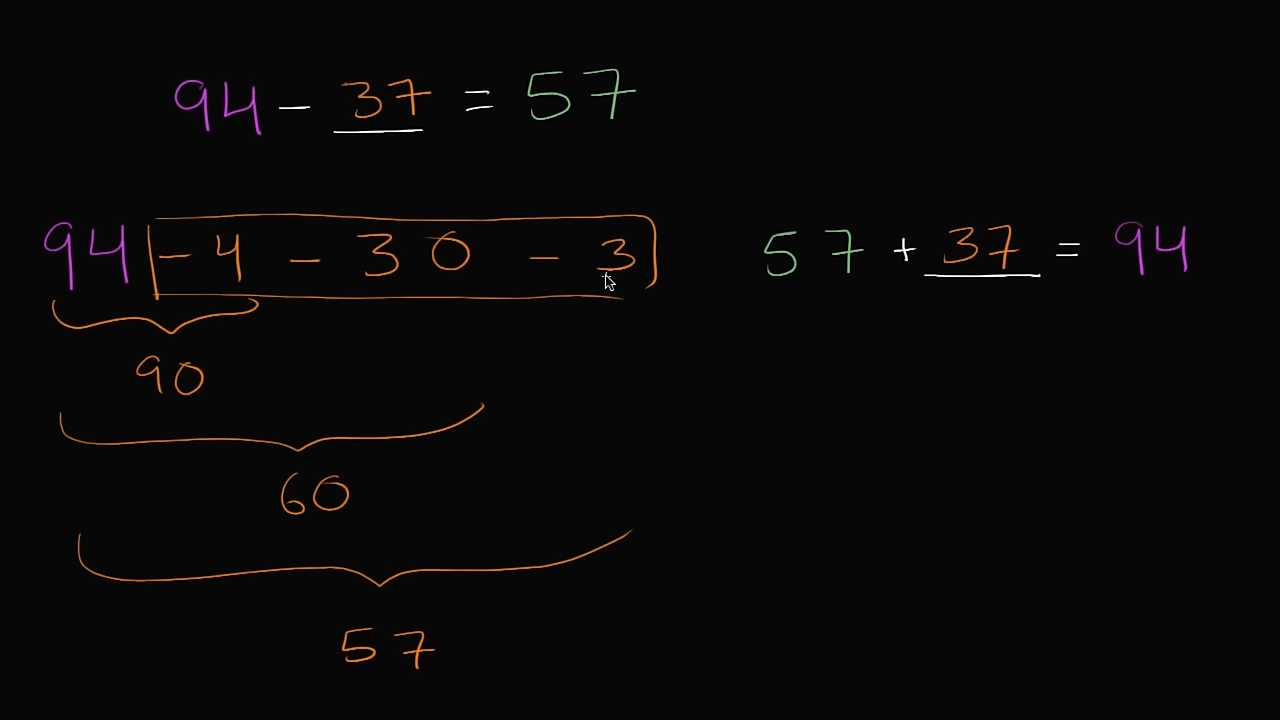 94 - 37 = 57
94 - 4 - 30 - 3
57 + 37 = 94
90
60
57